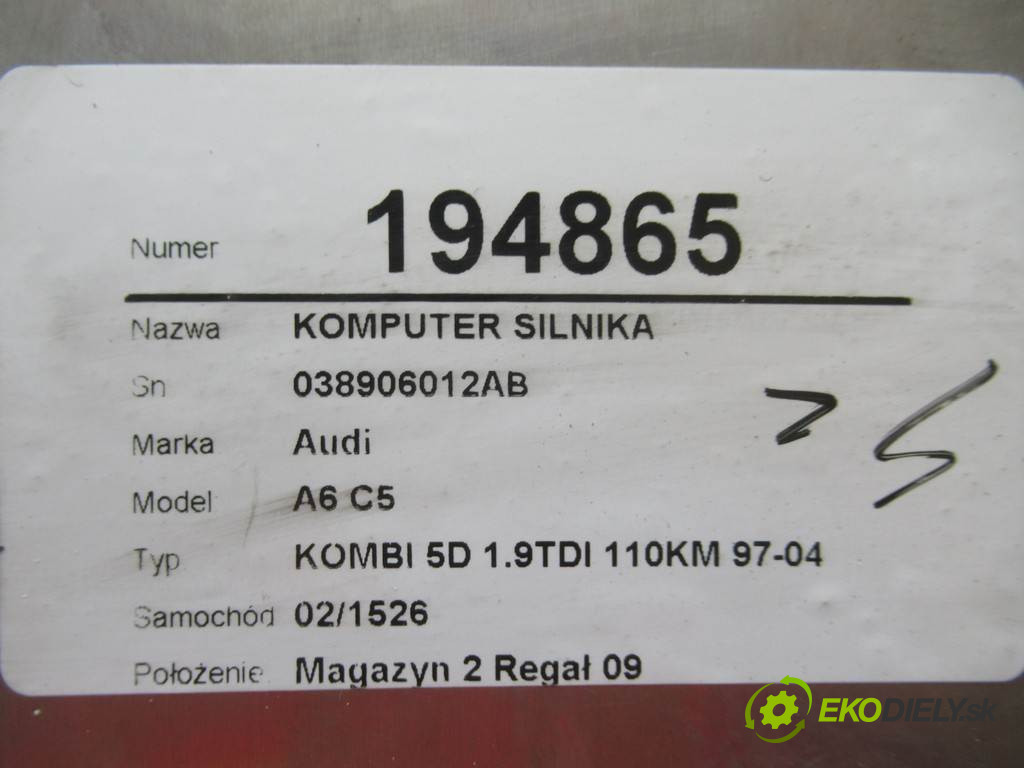 Numer 194865
Nazwa KOMPUTER SILNIKA
Sn 038906012AB
Marka Audi
Model A6 C5
Typ KOMBI 5D 1.9TDI 110KM 97-04
Samochód 02/1526
Położenie Magazyn 2 Regał 09
EKODIELY.sk